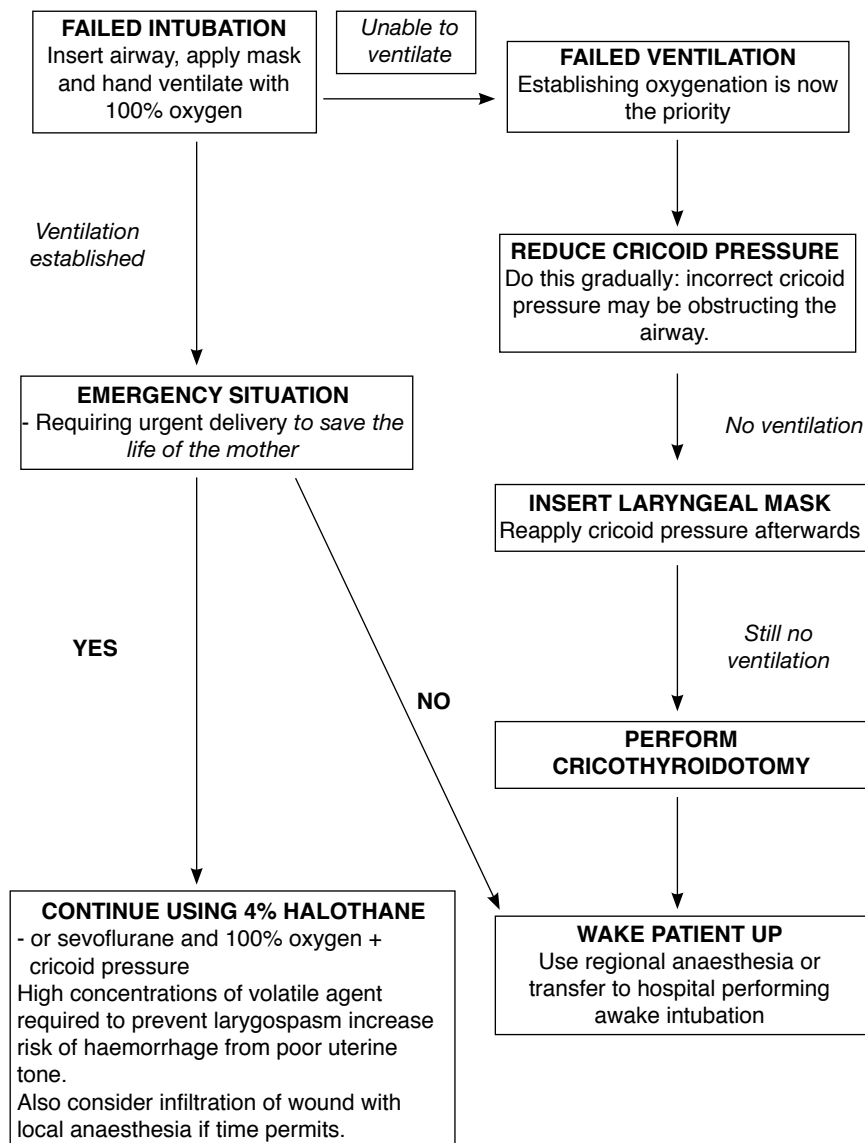 FAILED INTUBATION
Insert airway, apply mask
and hand ventilate with
100% oxygen
Unable to
ventilate
FAILED VENTILATION
Establishing oxygenation is now
the priority
Ventilation
established
REDUCE CRICOID PRESSURE
Do this gradually: incorrect cricoid
pressure may be obstructing the
airway.
EMERGENCY SITUATION
- Requiring urgent delivery to save the
life of the mother
No ventilation
INSERT LARYNGEAL MASK
Reapply cricoid pressure afterwards
YES
Still no
ventilation
NO
PERFORM
CRICOTHYROIDOTOMY
CONTINUE USING 4% HALOTHANE
- or sevoflurane and 100% oxygen +
cricoid pressure
High concentrations of volatile agent
required to prevent larygospasm increase
risk of haemorrhage from poor uterine
tone.
Also consider infiltration of wound with
local anaesthesia if time permits.
WAKE PATIENT UP
Use regional anaesthesia or
transfer to hospital performing
awake intubation